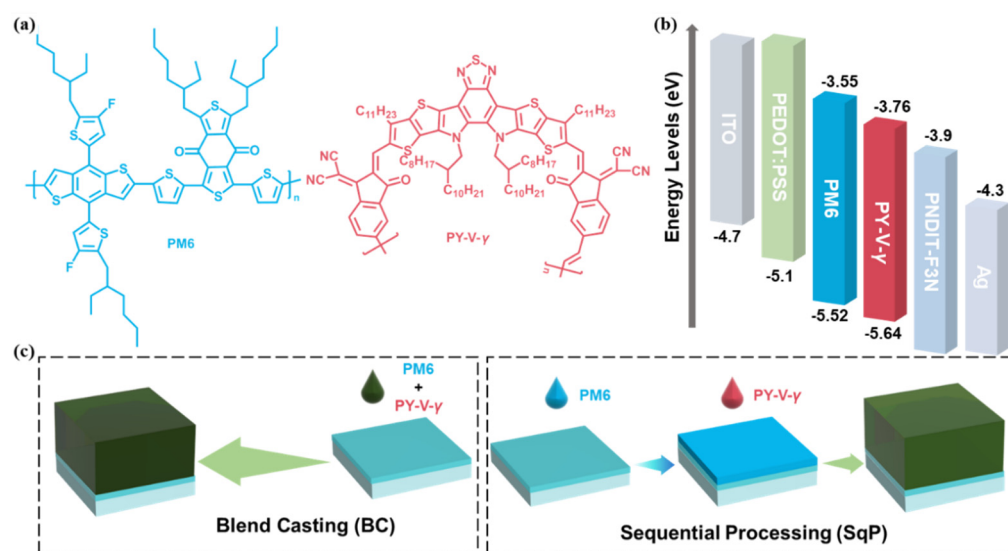 (a)
F
S
S
S
S
S
S
O
O
S
S
F
n
PM6
N
S
N
C11H23
S
S
S
S
C11H23
N
N
C8H17
C8H17
C10H21
C10H21
NC
CN
O
O
CN
NC
n
PY-V-γ
(b)
Energy Levels (eV)
ITO
-4.7
PEDOT:PSS
-5.1
-3.55
PM6
-5.52
-3.76
PY-V-γ
-5.64
-3.9
PNDIT-F3N
-4.3
Ag
(c)
PM6
+
PY-V-γ
Blend Casting (BC)
PM6
PY-V-γ
Sequential Processing (SqP)